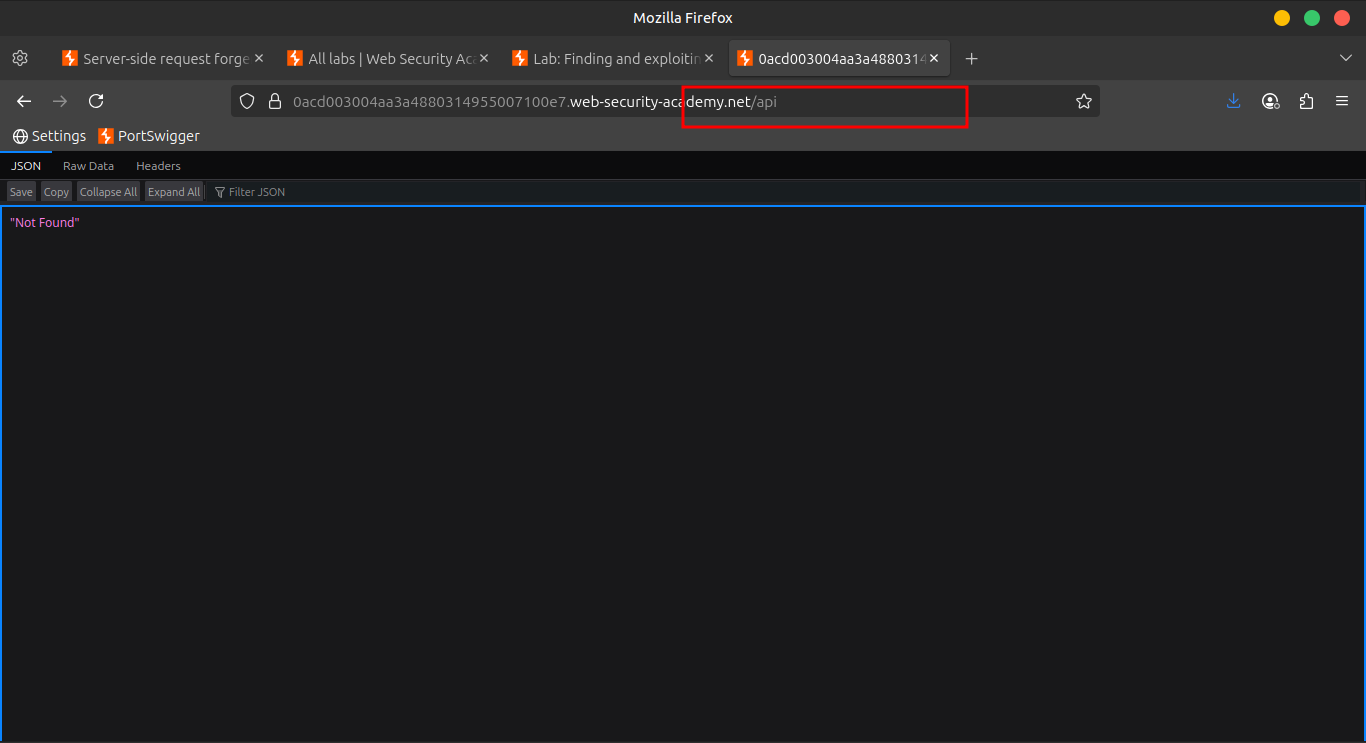 Mozilla Firefox
Server-side request forge All labs | Web Security Ac Lab: Finding and exploitin 0acd003004aa3a4880314
0acd003004aa3a4880314955007100e7.web-security-academy.net/api
Settings PortSwigger
JSON Raw Data Headers
Save Copy Collapse All Expand All Filter JSON
"Not Found"